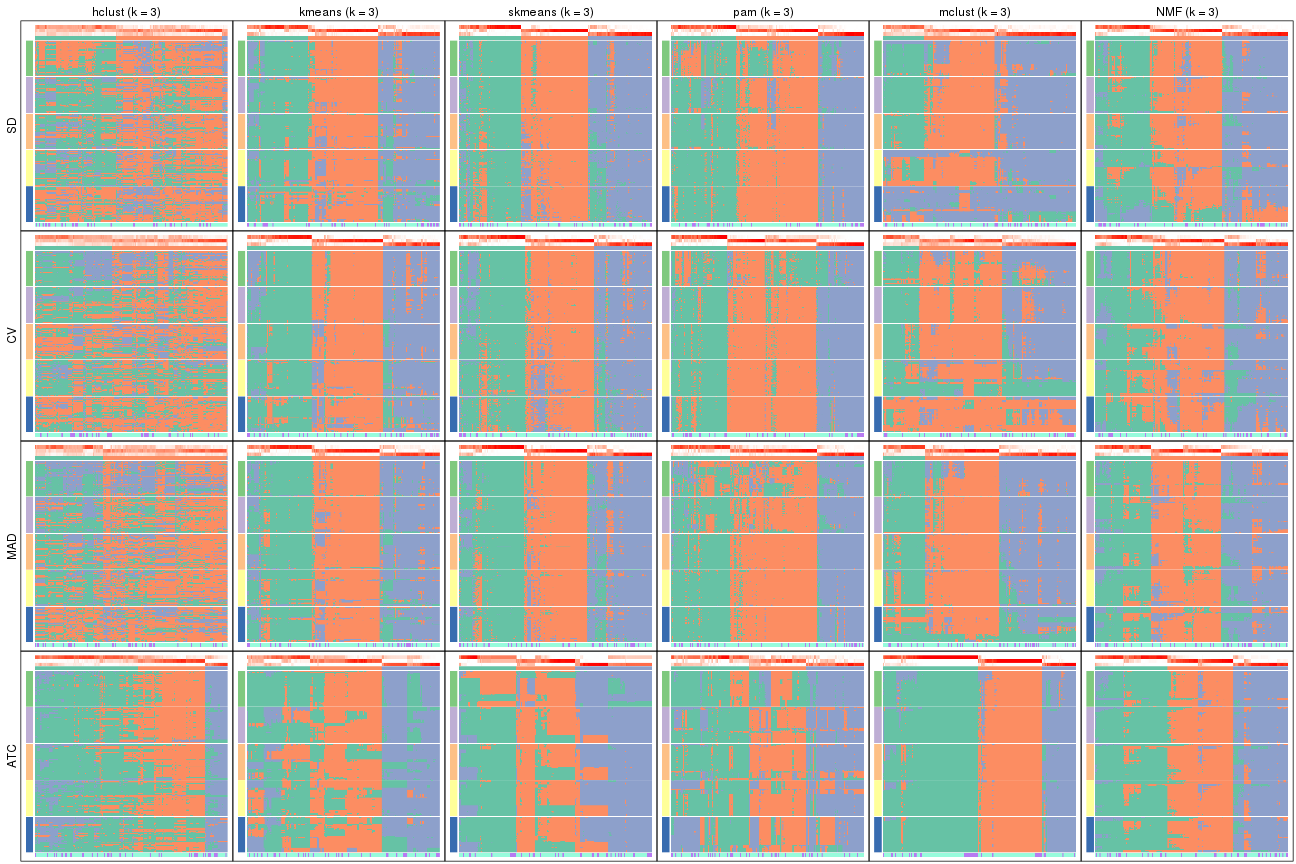 hclust (k = 3) kmeans (k = 3) skmeans (k = 3) pam (k = 3) mclust (k = 3) NMF (k = 3)
SD
CV
MAD
ATC